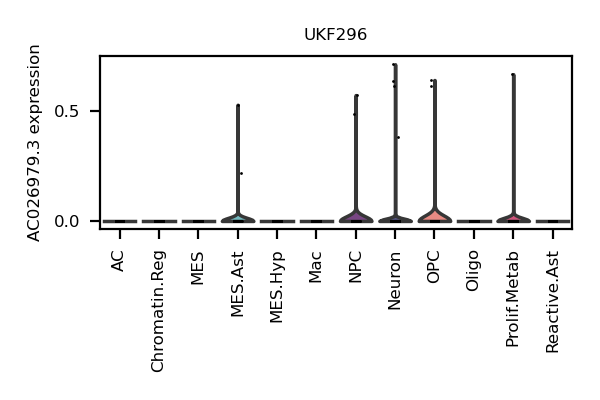 UKF296
AC026979.3 expression
0.5
0.0
AC
Chromatin.Reg
MES
MES.Ast
MES.Hyp
Mac
NPC
Neuron
OPC
Oligo
Prolif.Metab
Reactive.Ast